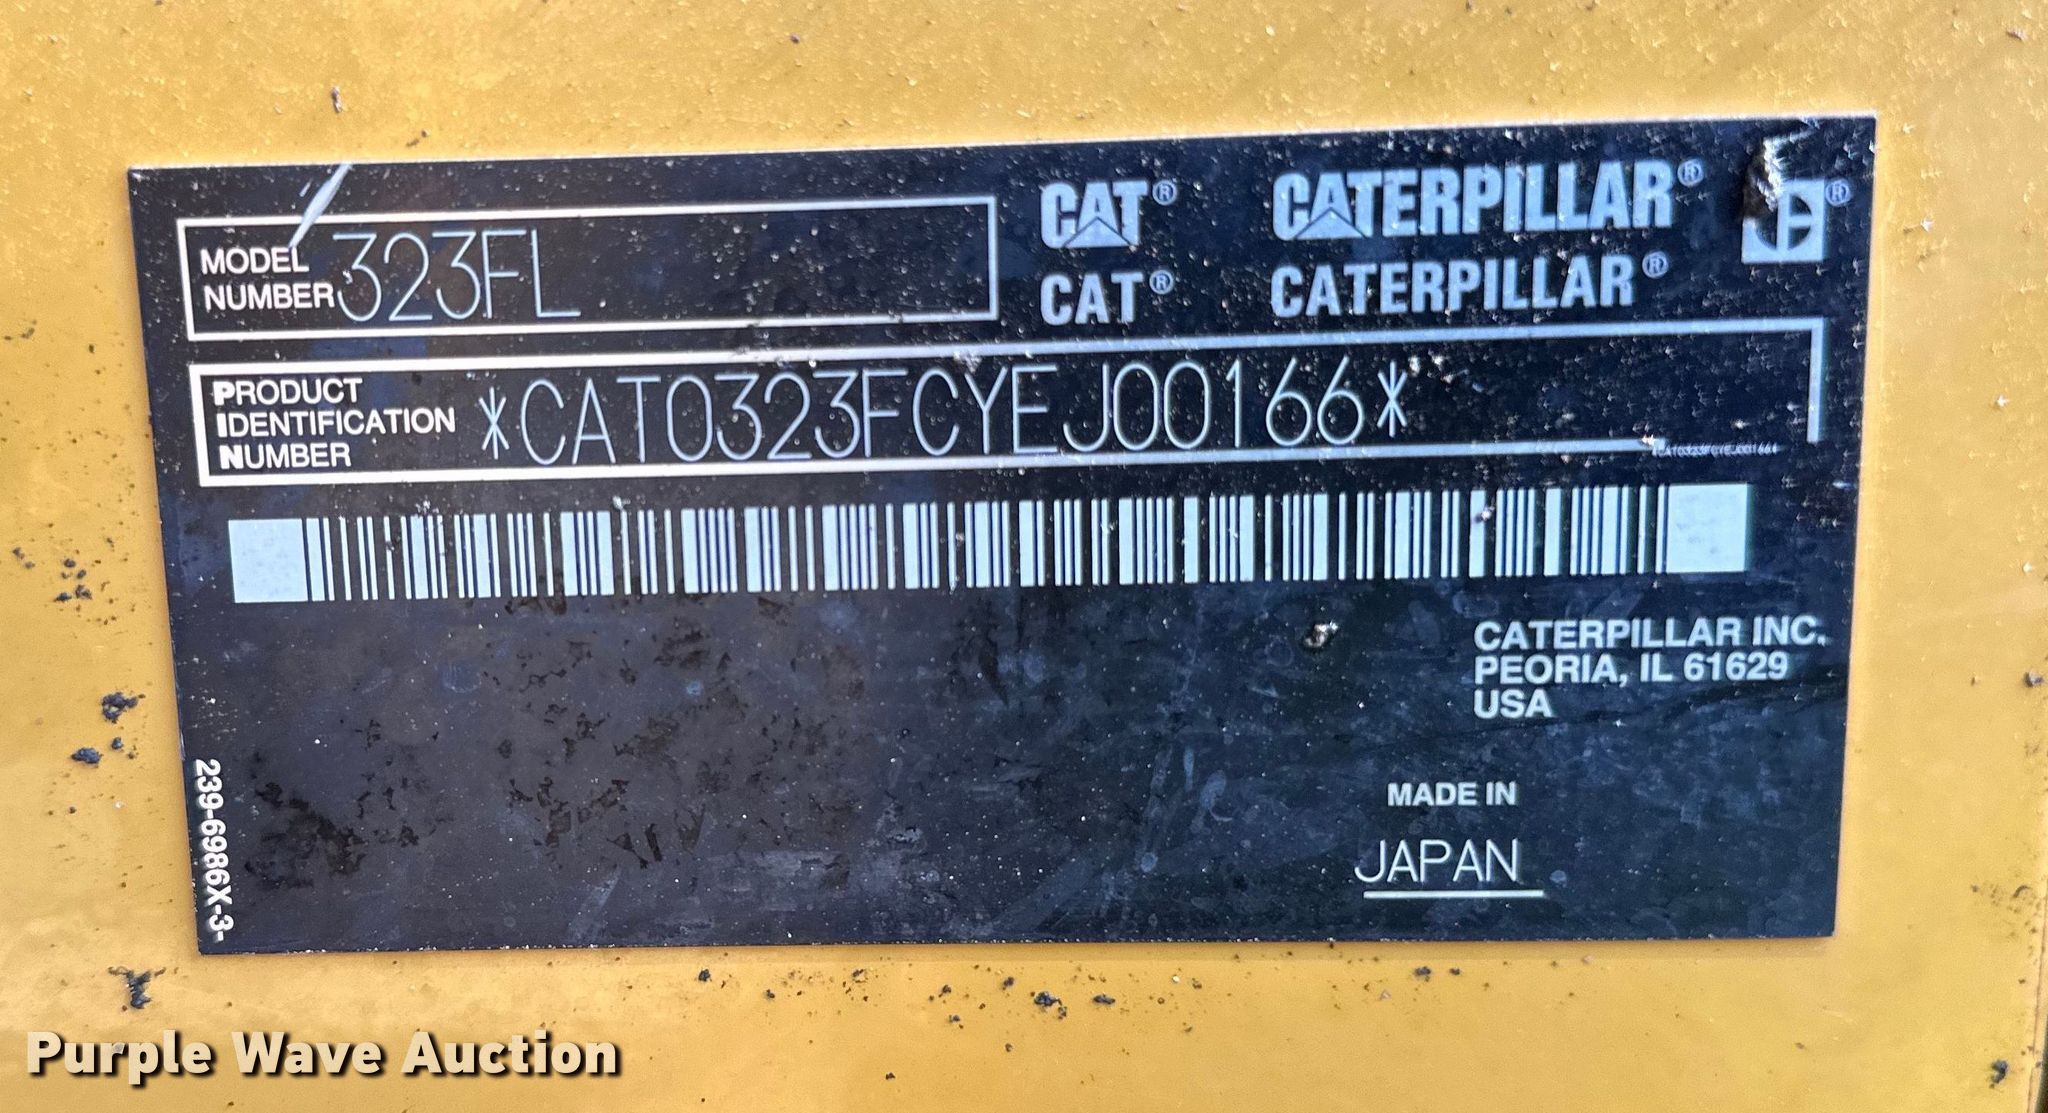 MODEL NUMBER 323FL
CAT® CATERPILLAR® ®
CAT® CATERPILLAR®
PRODUCT IDENTIFICATION NUMBER *CAT0323FCYEJ00166*
*CAT0323FCYEJ00166*
CATERPILLAR INC.
PEORIA, IL 61629
USA
MADE IN
JAPAN
239-6986X-3-
Purple Wave Auction